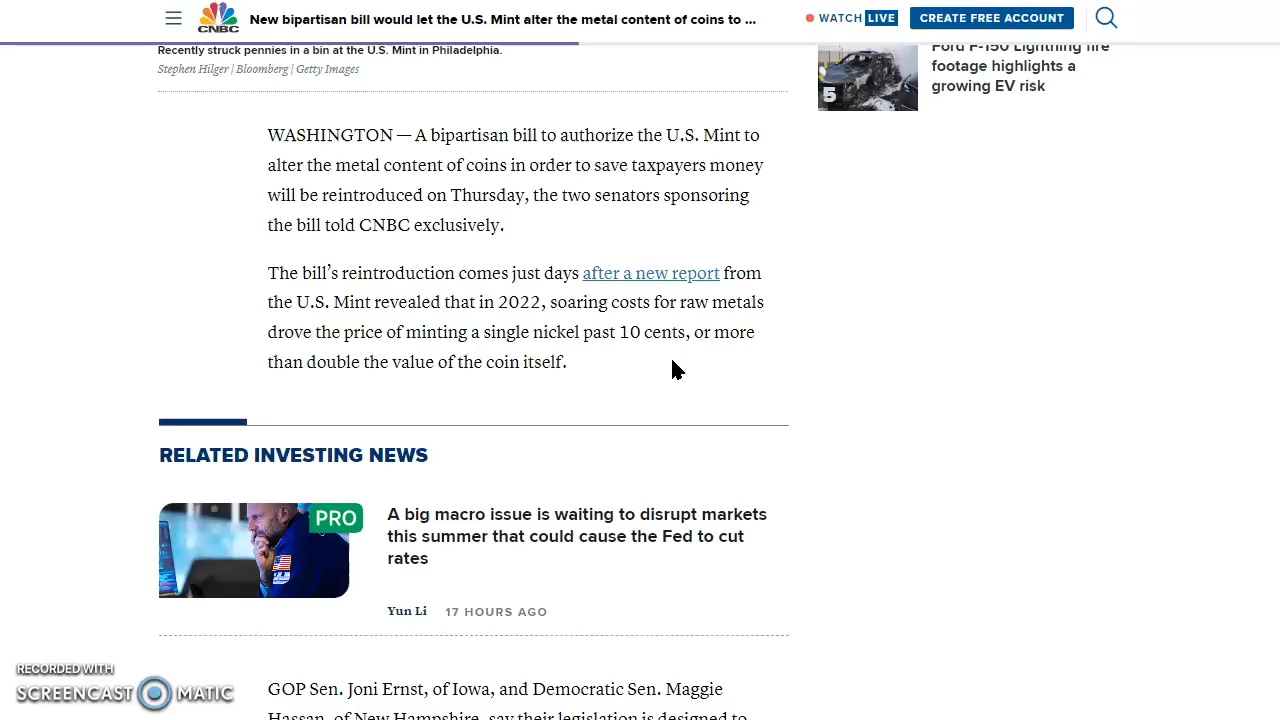 New bipartisan bill would let the U.S. Mint alter the metal content of coins to ...
WATCH LIVE
CREATE FREE ACCOUNT
CNBC
Recently struck pennies in a bin at the U.S. Mint in Philadelphia.
Stephen Hilger | Bloomberg | Getty Images
5
Ford F-150 Lightning fire
footage highlights a
growing EV risk
WASHINGTON — A bipartisan bill to authorize the U.S. Mint to
alter the metal content of coins in order to save taxpayers money
will be reintroduced on Thursday, the two senators sponsoring
the bill told CNBC exclusively.
The bill’s reintroduction comes just days after a new report from
the U.S. Mint revealed that in 2022, soaring costs for raw metals
drove the price of minting a single nickel past 10 cents, or more
than double the value of the coin itself.
RELATED INVESTING NEWS
PRO
A big macro issue is waiting to disrupt markets
this summer that could cause the Fed to cut
rates
Yun Li 17 HOURS AGO
RECORDED WITH
SCREENCAST MATIC
GOP Sen. Joni Ernst, of Iowa, and Democratic Sen. Maggie
Hassan, of New Hampshire, say their legislation is designed to